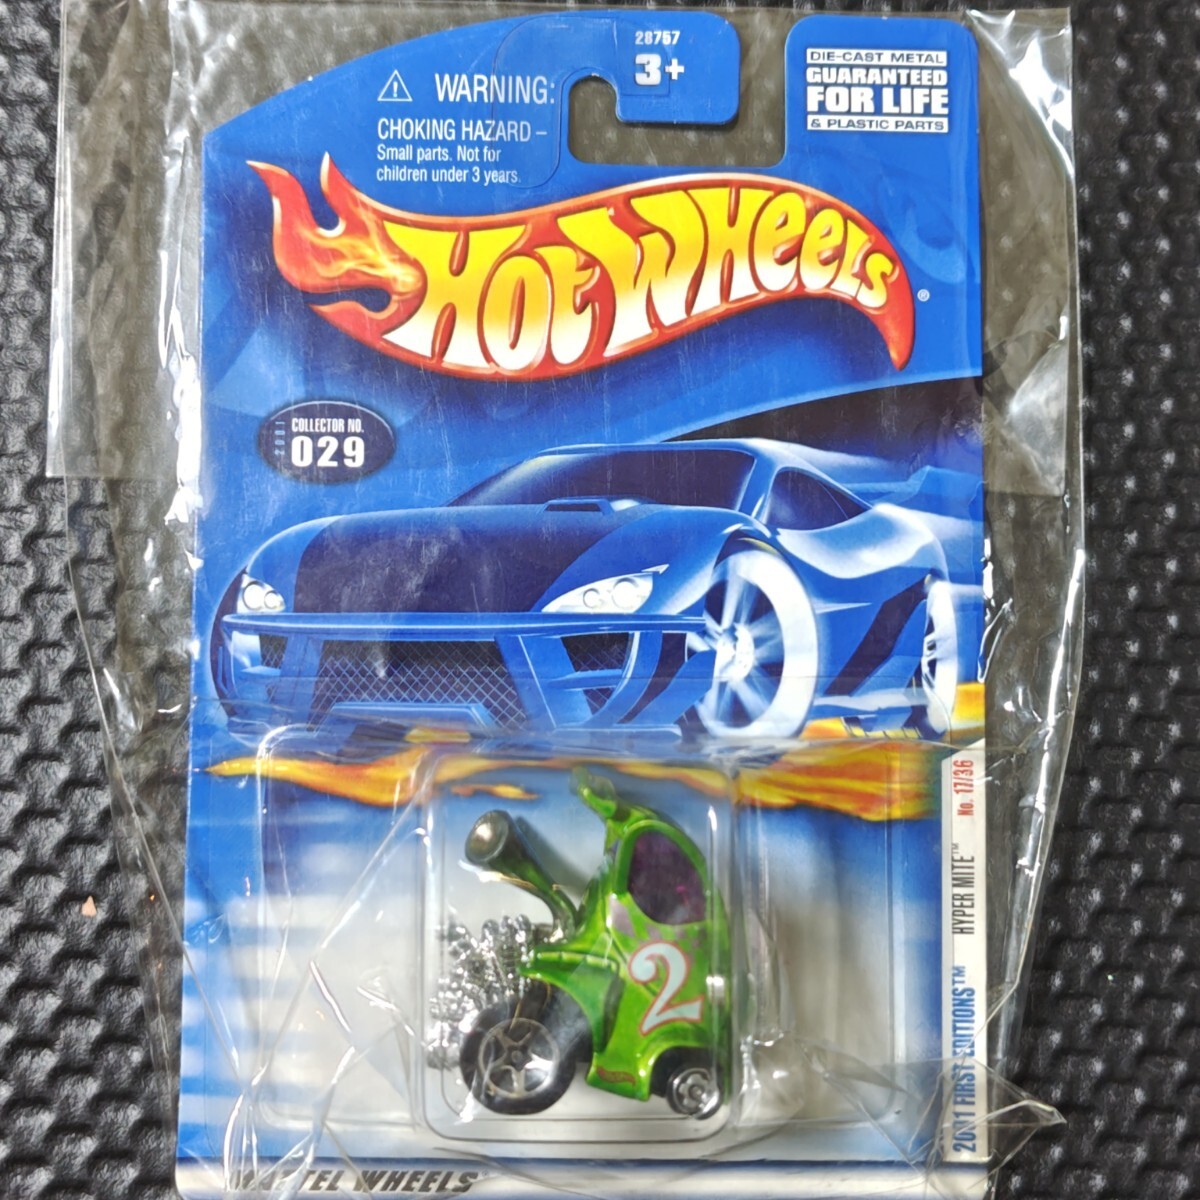 28757
3+
DIE-CAST METAL
GUARANTEED
FOR LIFE
& PLASTIC PARTS
⚠ WARNING:
CHOKING HAZARD –
Small parts. Not for
children under 3 years.
HOT WHEELS®
2001
COLLECTOR NO.
029
2001 FIRST EDITIONS™ HYPER MITE™ No. 17/36
2
MATTEL WHEELS